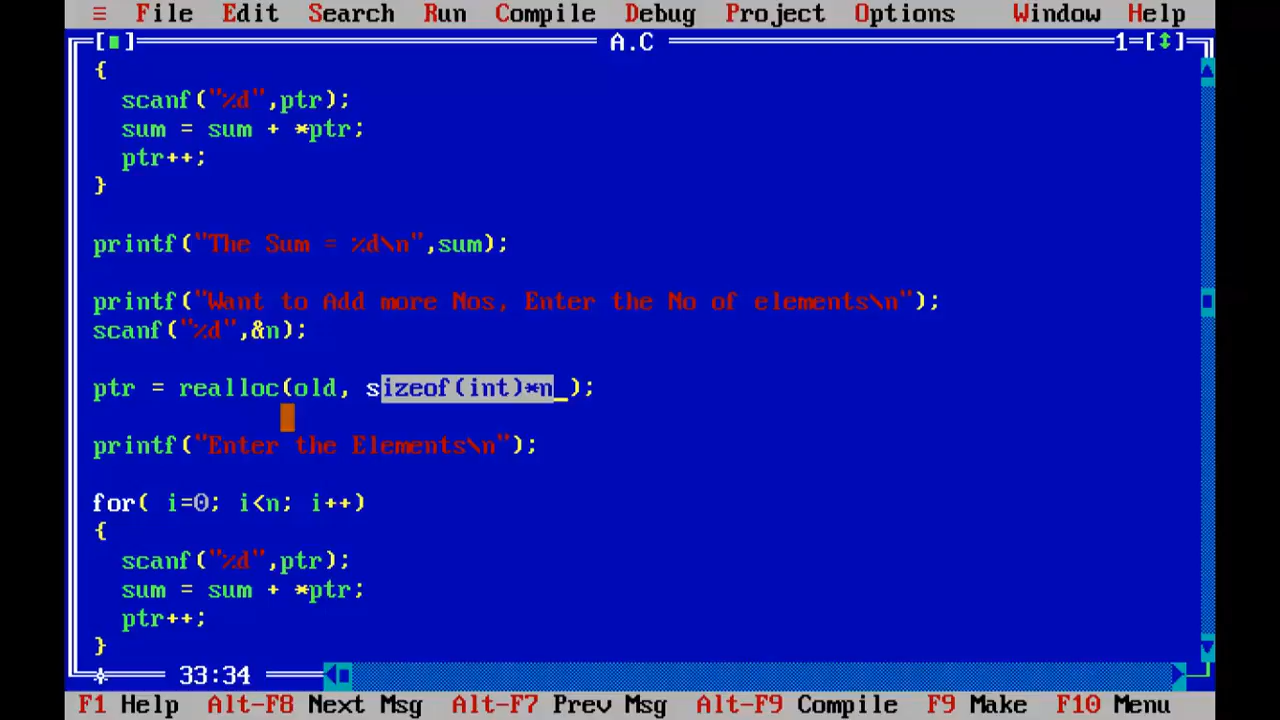 ≡ File Edit Search Run Compile Debug Project Options Window Help
[■] A.C 1=[↕]
{
scanf("%d",ptr);
sum = sum + *ptr;
ptr++;
}
printf("The Sum = %d\n",sum);
printf("Want to Add more Nos, Enter the No of elements\n");
scanf("%d",&n);
ptr = realloc(old, sizeof(int)*n_);
printf("Enter the Elements\n");
for( i=0; i<n; i++)
{
scanf("%d",ptr);
sum = sum + *ptr;
ptr++;
}
33:34
F1 Help Alt-F8 Next Msg Alt-F7 Prev Msg Alt-F9 Compile F9 Make F10 Menu